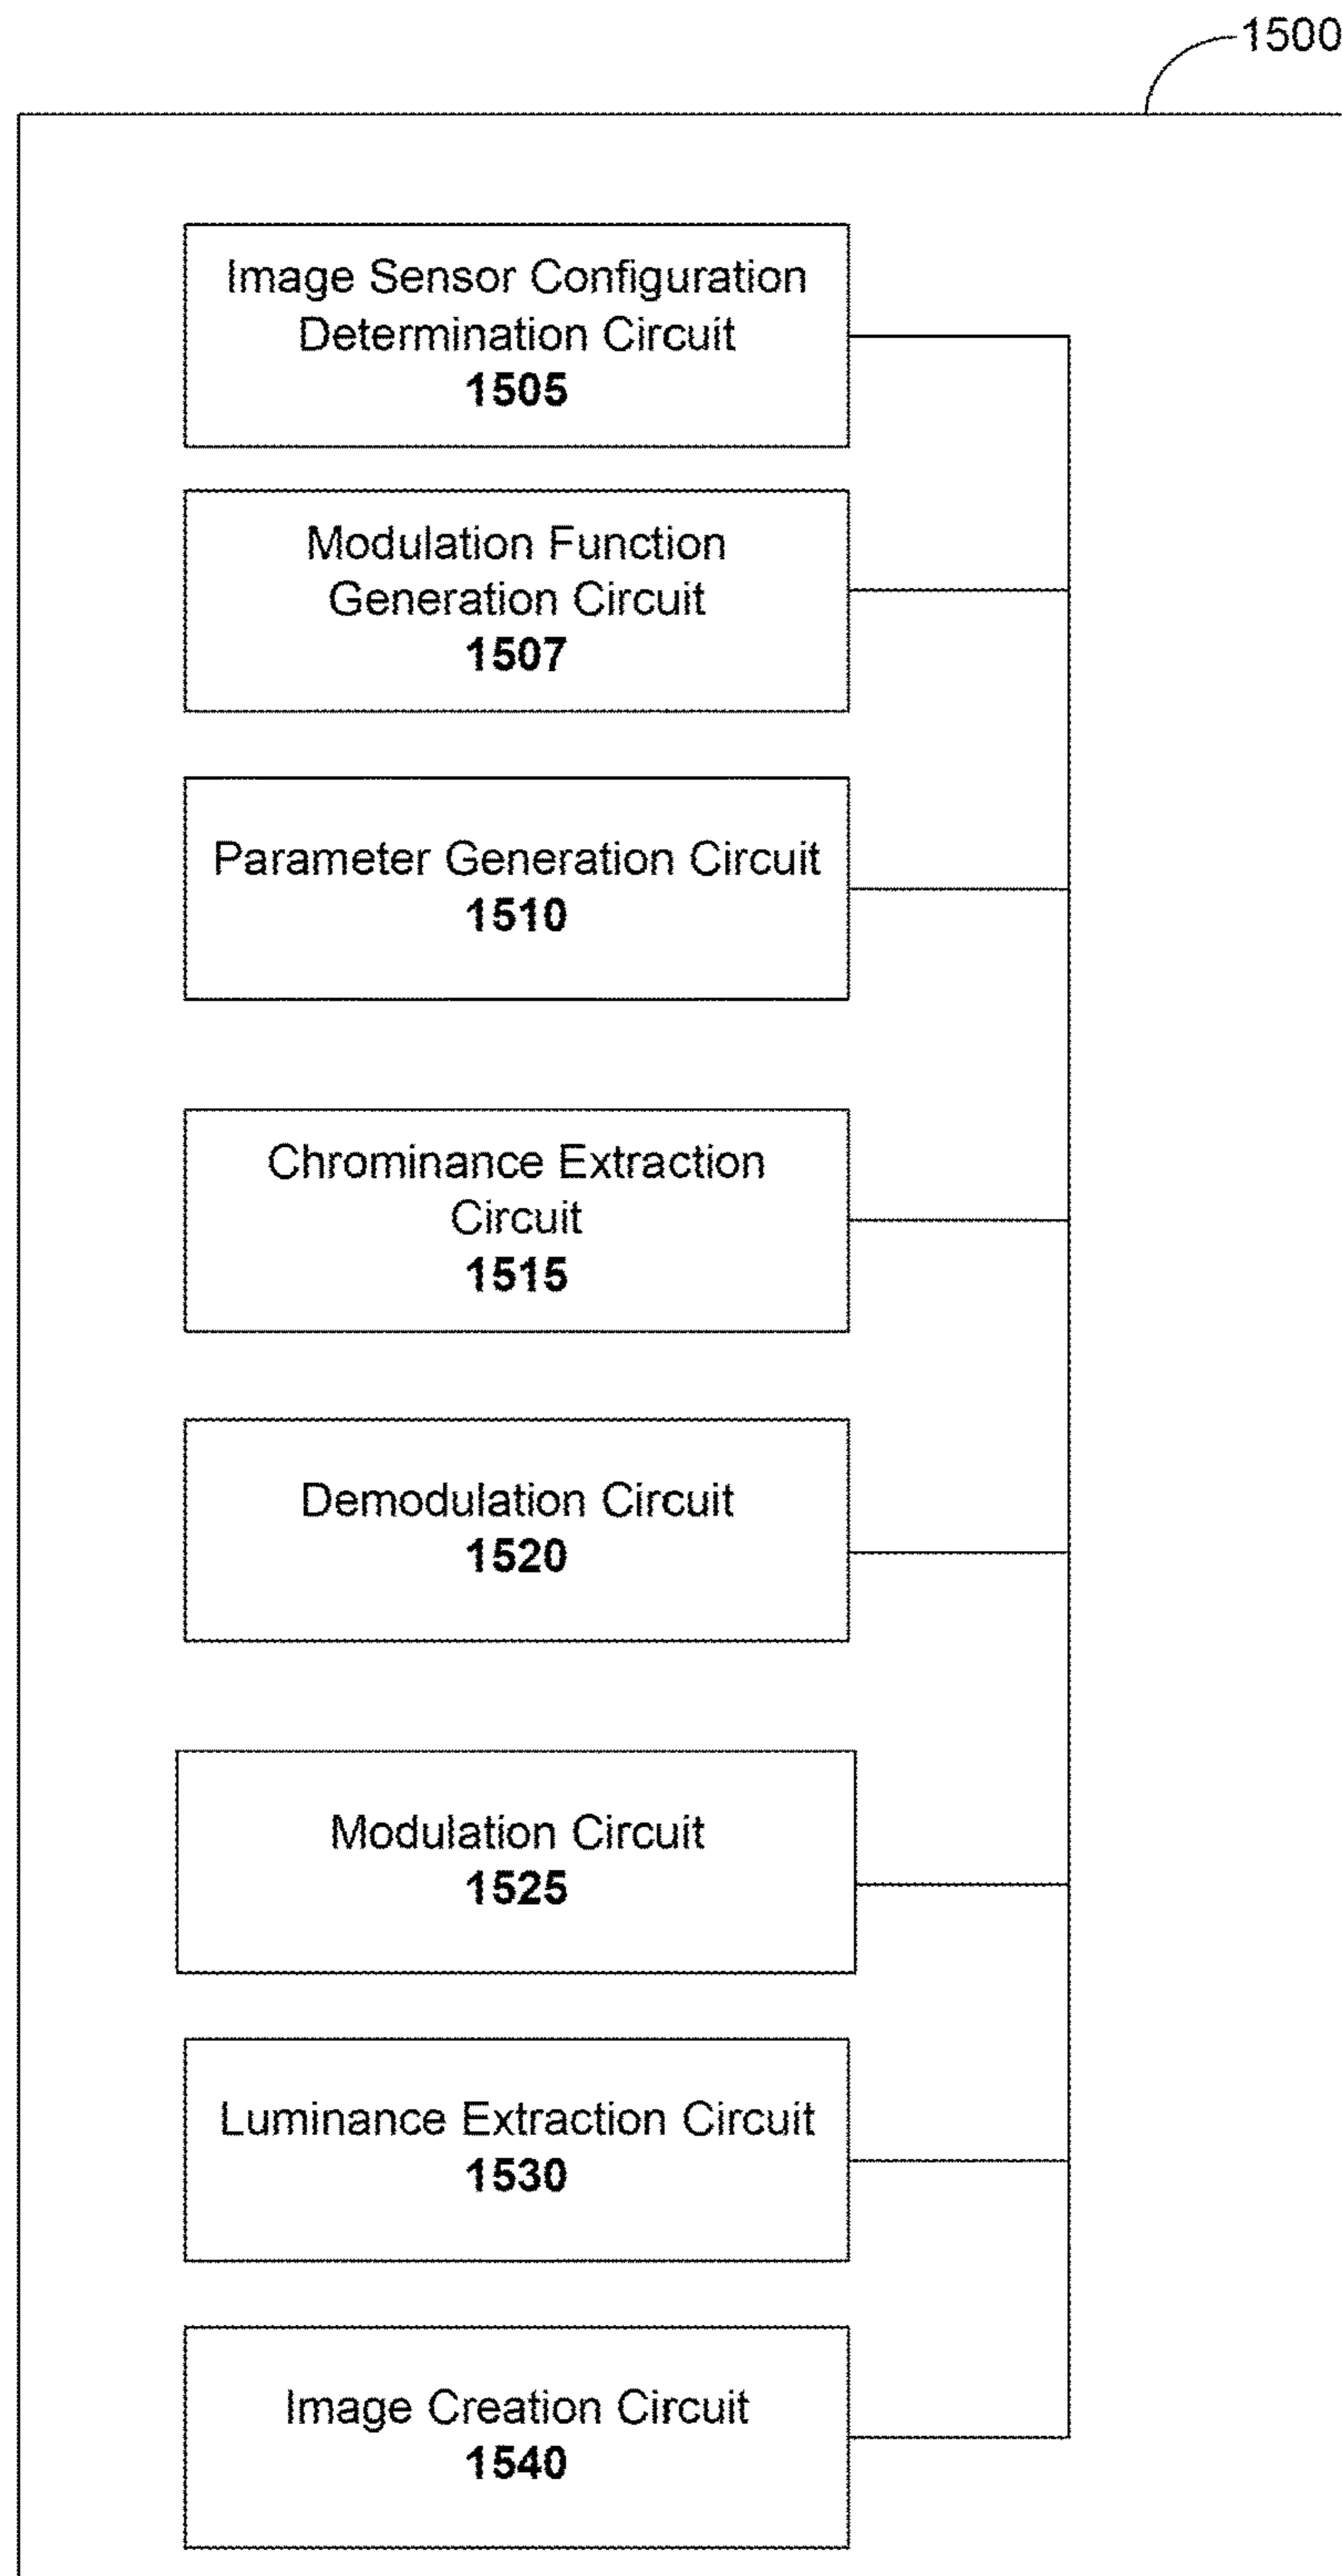 1500
Image Sensor Configuration
Determination Circuit
1505
Modulation Function
Generation Circuit
1507
Parameter Generation Circuit
1510
Chrominance Extraction
Circuit
1515
Demodulation Circuit
1520
Modulation Circuit
1525
Luminance Extraction Circuit
1530
Image Creation Circuit
1540